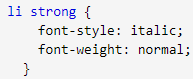 li strong {
    font-style: italic;
    font-weight: normal;
  }